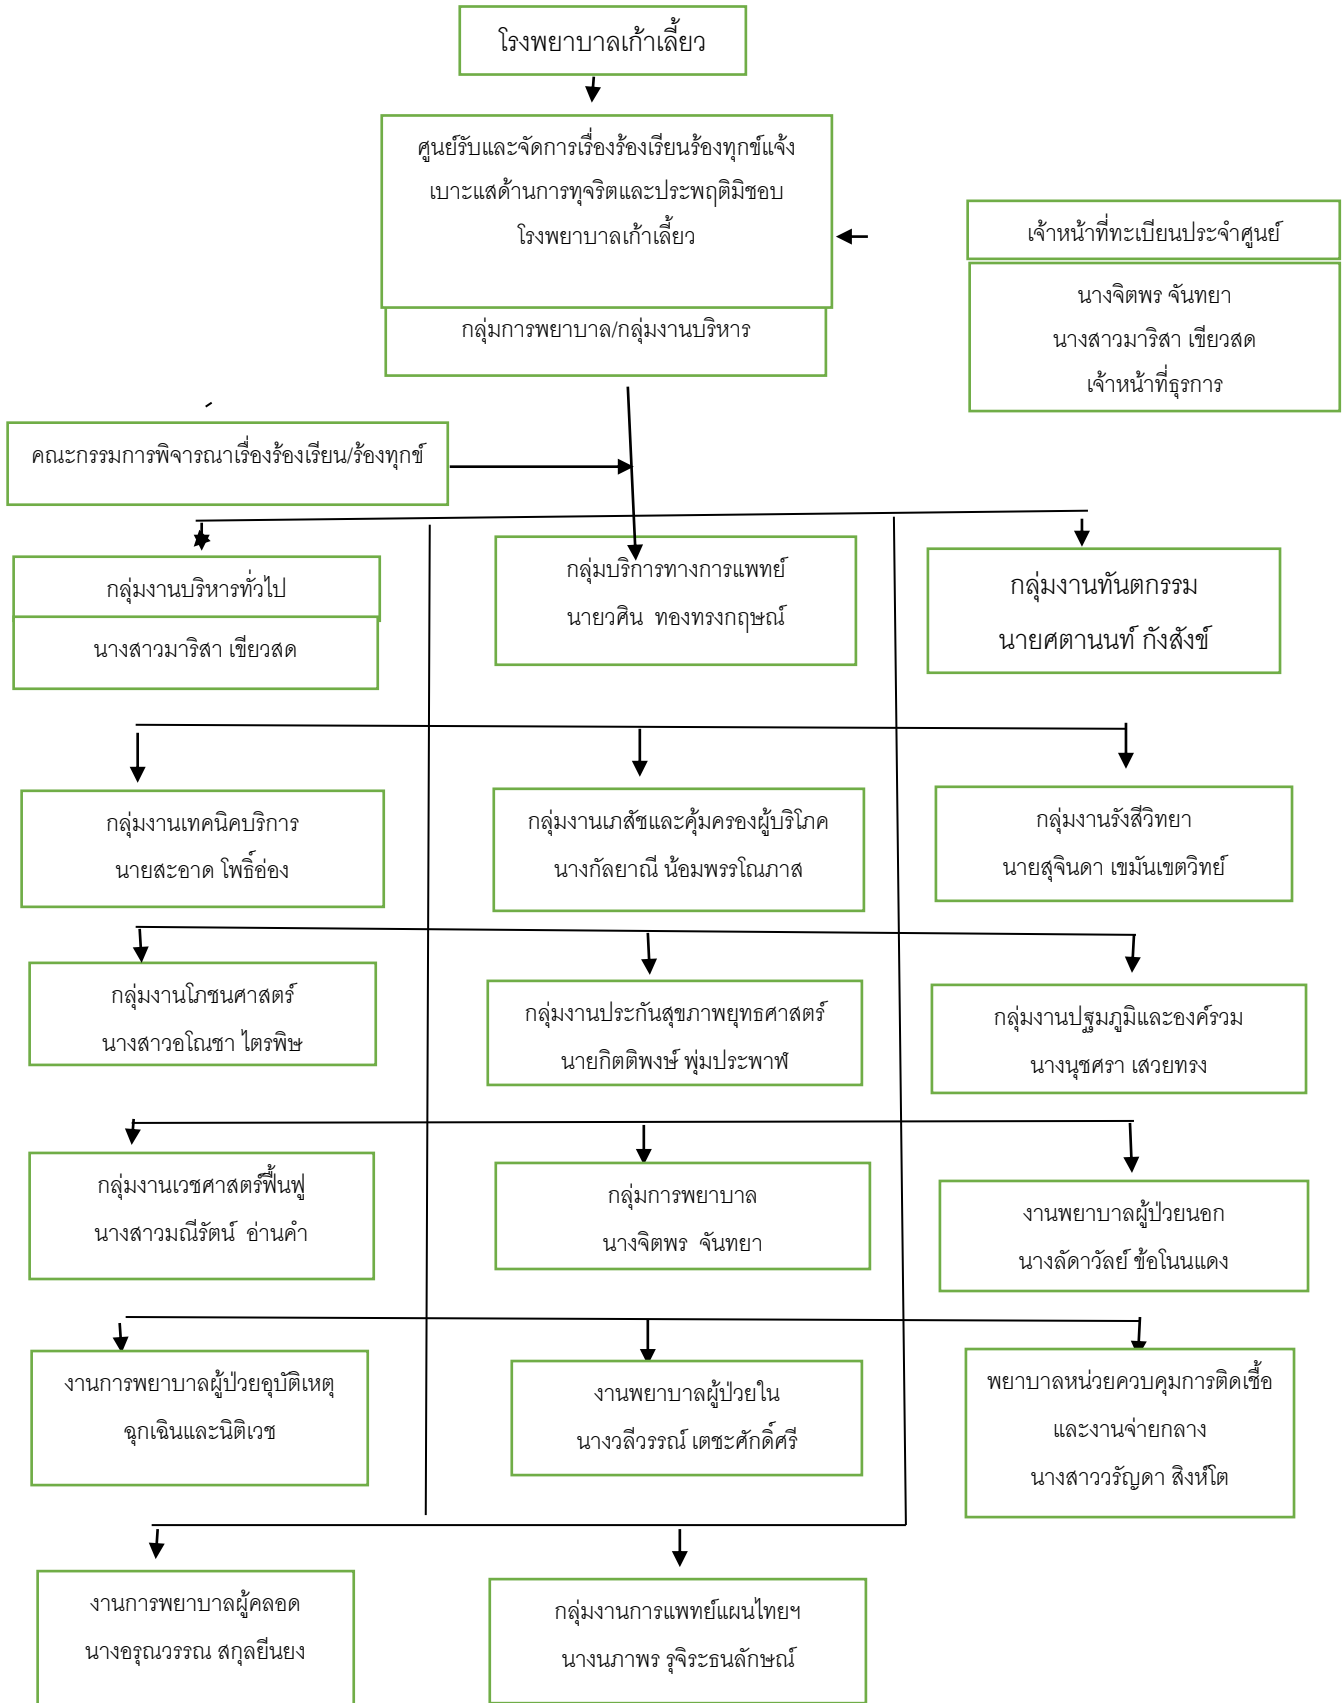 โรงพยาบาลเก้าเลี้ยว
ศูนย์รับและจัดการเรื่องร้องเรียนร้องทุกข์แจ้ง
เบาะแสด้านการทุจริตและประพฤติมิชอบ
โรงพยาบาลเก้าเลี้ยว
กลุ่มการพยาบาล/กลุ่มงานบริหาร
เจ้าหน้าที่ทะเบียนประจำศูนย์
นางจิตพร จันทยา
นางสาวมาริสา เขียวสด
เจ้าหน้าที่ธุรการ
คณะกรรมการพิจารณาเรื่องร้องเรียน/ร้องทุกข์
กลุ่มงานบริหารทั่วไป
นางสาวมาริสา เขียวสด
กลุ่มบริการทางการแพทย์
นายวศิน  ทองทรงกฤษณ์
กลุ่มงานทันตกรรม
นายศตานนท์ กังสังข์
กลุ่มงานเทคนิคบริการ
นายสะอาด โพธิ์อ่อง
กลุ่มงานเภสัชและคุ้มครองผู้บริโภค
นางกัลยาณี น้อมพรรโณภาส
กลุ่มงานรังสีวิทยา
นายสุจินดา เขมันเขตวิทย์
กลุ่มงานโภชนศาสตร์
นางสาวอโณชา ไตรพิษ
กลุ่มงานประกันสุขภาพยุทธศาสตร์
นายกิตติพงษ์ พุ่มประพาฬ
กลุ่มงานปฐมภูมิและองค์รวม
นางนุชศรา เสวยทรง
กลุ่มงานเวชศาสตร์ฟื้นฟู
นางสาวมณีรัตน์  อ่านคำ
กลุ่มการพยาบาล
นางจิตพร  จันทยา
งานพยาบาลผู้ป่วยนอก
นางลัดาวัลย์ ข้อโนนแดง
งานการพยาบาลผู้ป่วยอุบัติเหตุ
ฉุกเฉินและนิติเวช
งานพยาบาลผู้ป่วยใน
นางวลีวรรณ์ เตชะศักดิ์ศรี
พยาบาลหน่วยควบคุมการติดเชื้อ
และงานจ่ายกลาง
นางสาววรัญดา สิงห์โต
งานการพยาบาลผู้คลอด
นางอรุณวรรณ สกุลยืนยง
กลุ่มงานการแพทย์แผนไทยฯ
นางนภาพร รุจิระธนลักษณ์